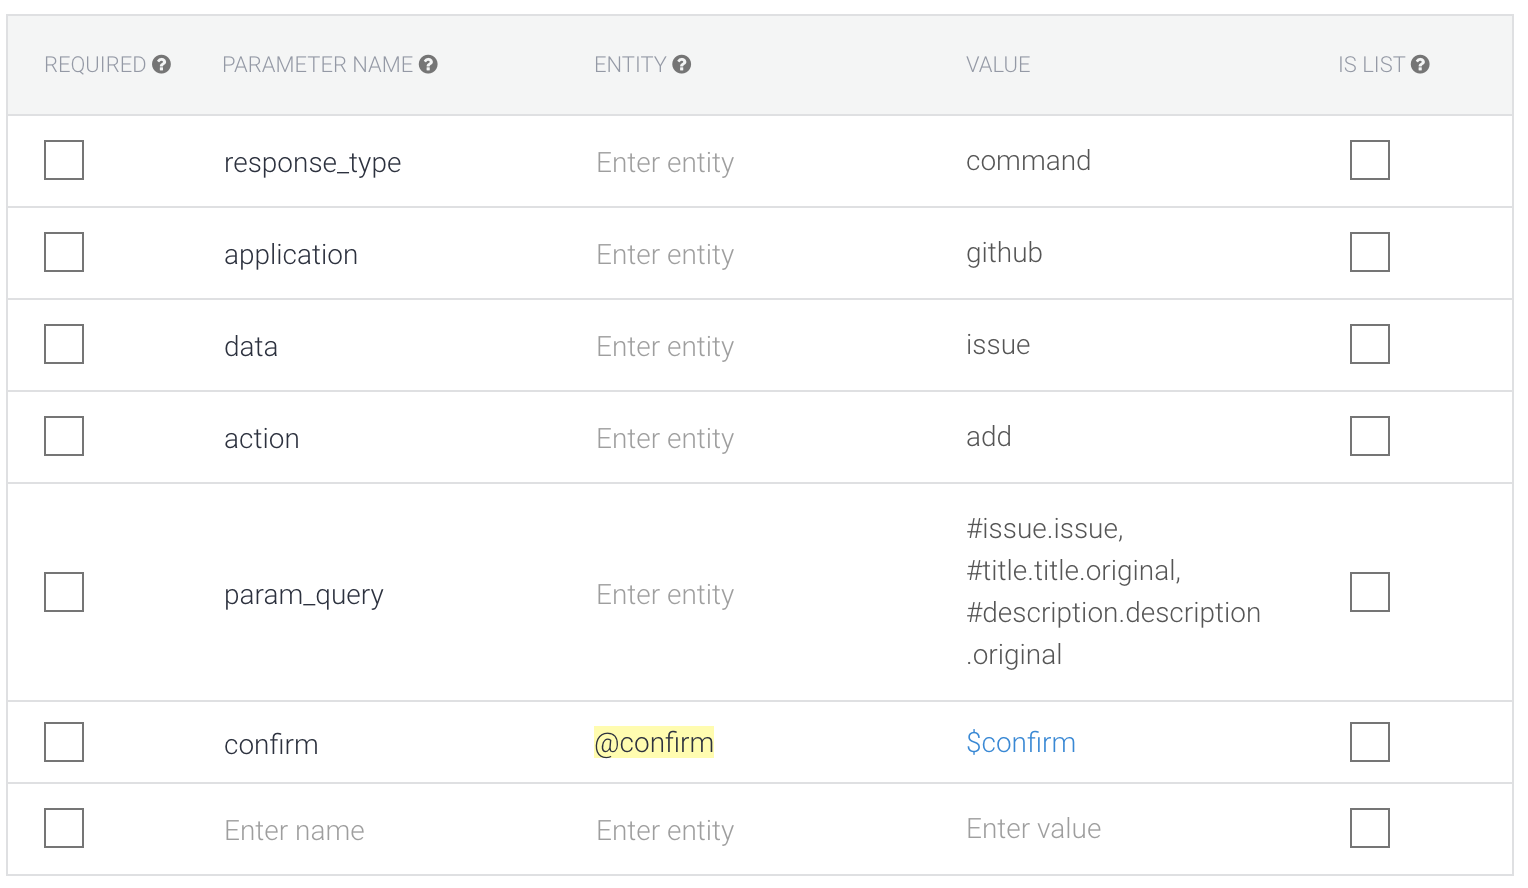 REQUIRED ? PARAMETER NAME ? ENTITY ? VALUE IS LIST ?
response_type Enter entity command
application Enter entity github
data Enter entity issue
action Enter entity add
#issue.issue,
#title.title.original,
param_query Enter entity
#description.description
.original
confirm @confirm $confirm
Enter name Enter entity Enter value